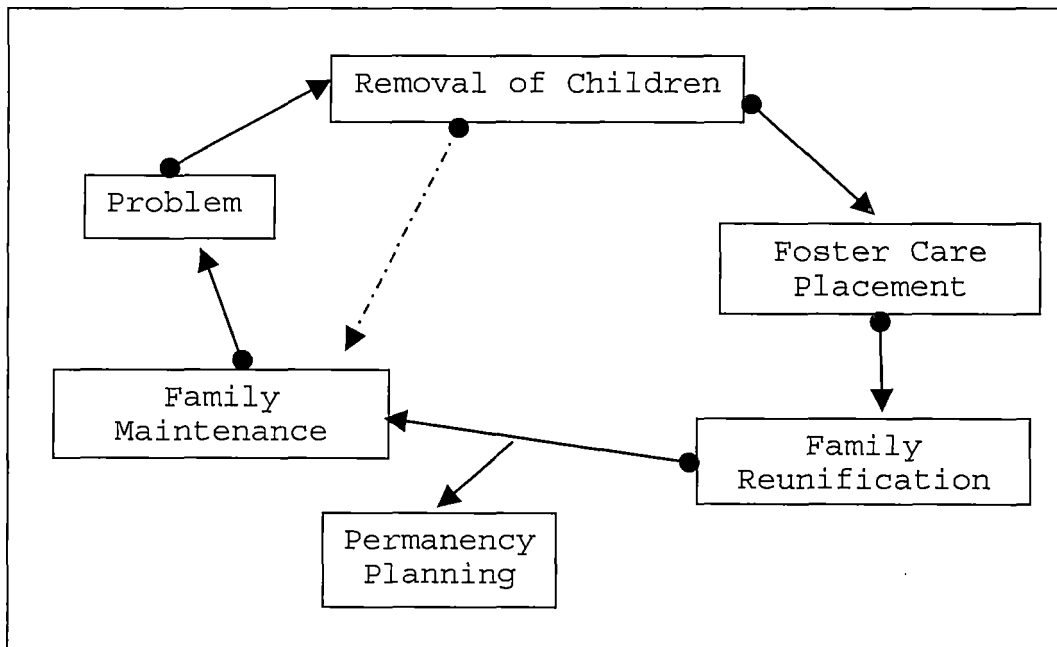 Removal of Children
Problem
Foster Care
Placement
Family
Maintenance
Family
Reunification
Permanency
Planning